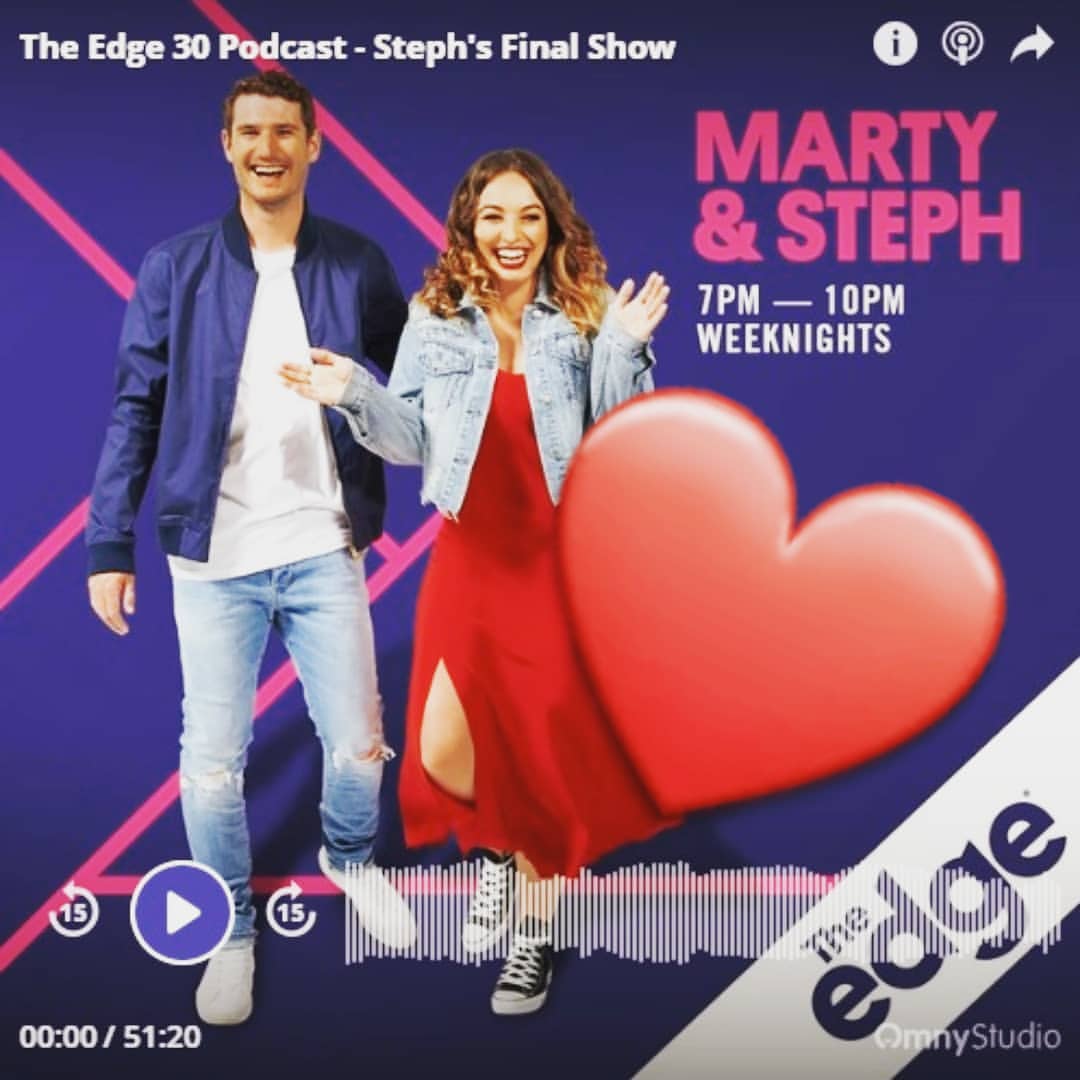 The Edge 30 Podcast - Steph's Final Show
MARTY
& STEPH
7PM — 10PM
WEEKNIGHTS
15
15
The
edge
00:00 / 51:20
OmnyStudio